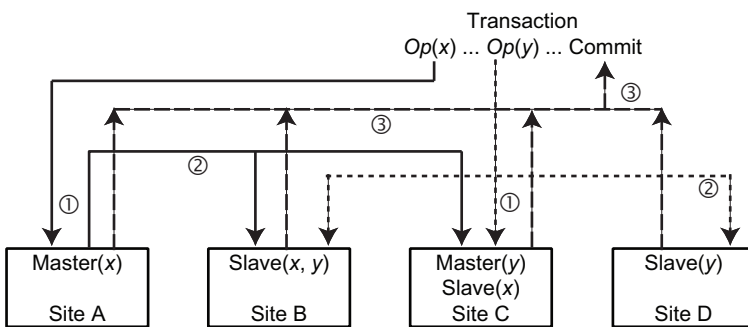 Transaction
Op(x) ... Op(y) ... Commit
③
③
②
②
①
①
Master(x)
Site A
Slave(x, y)
Site B
Master(y)
Slave(x)
Site C
Slave(y)
Site D